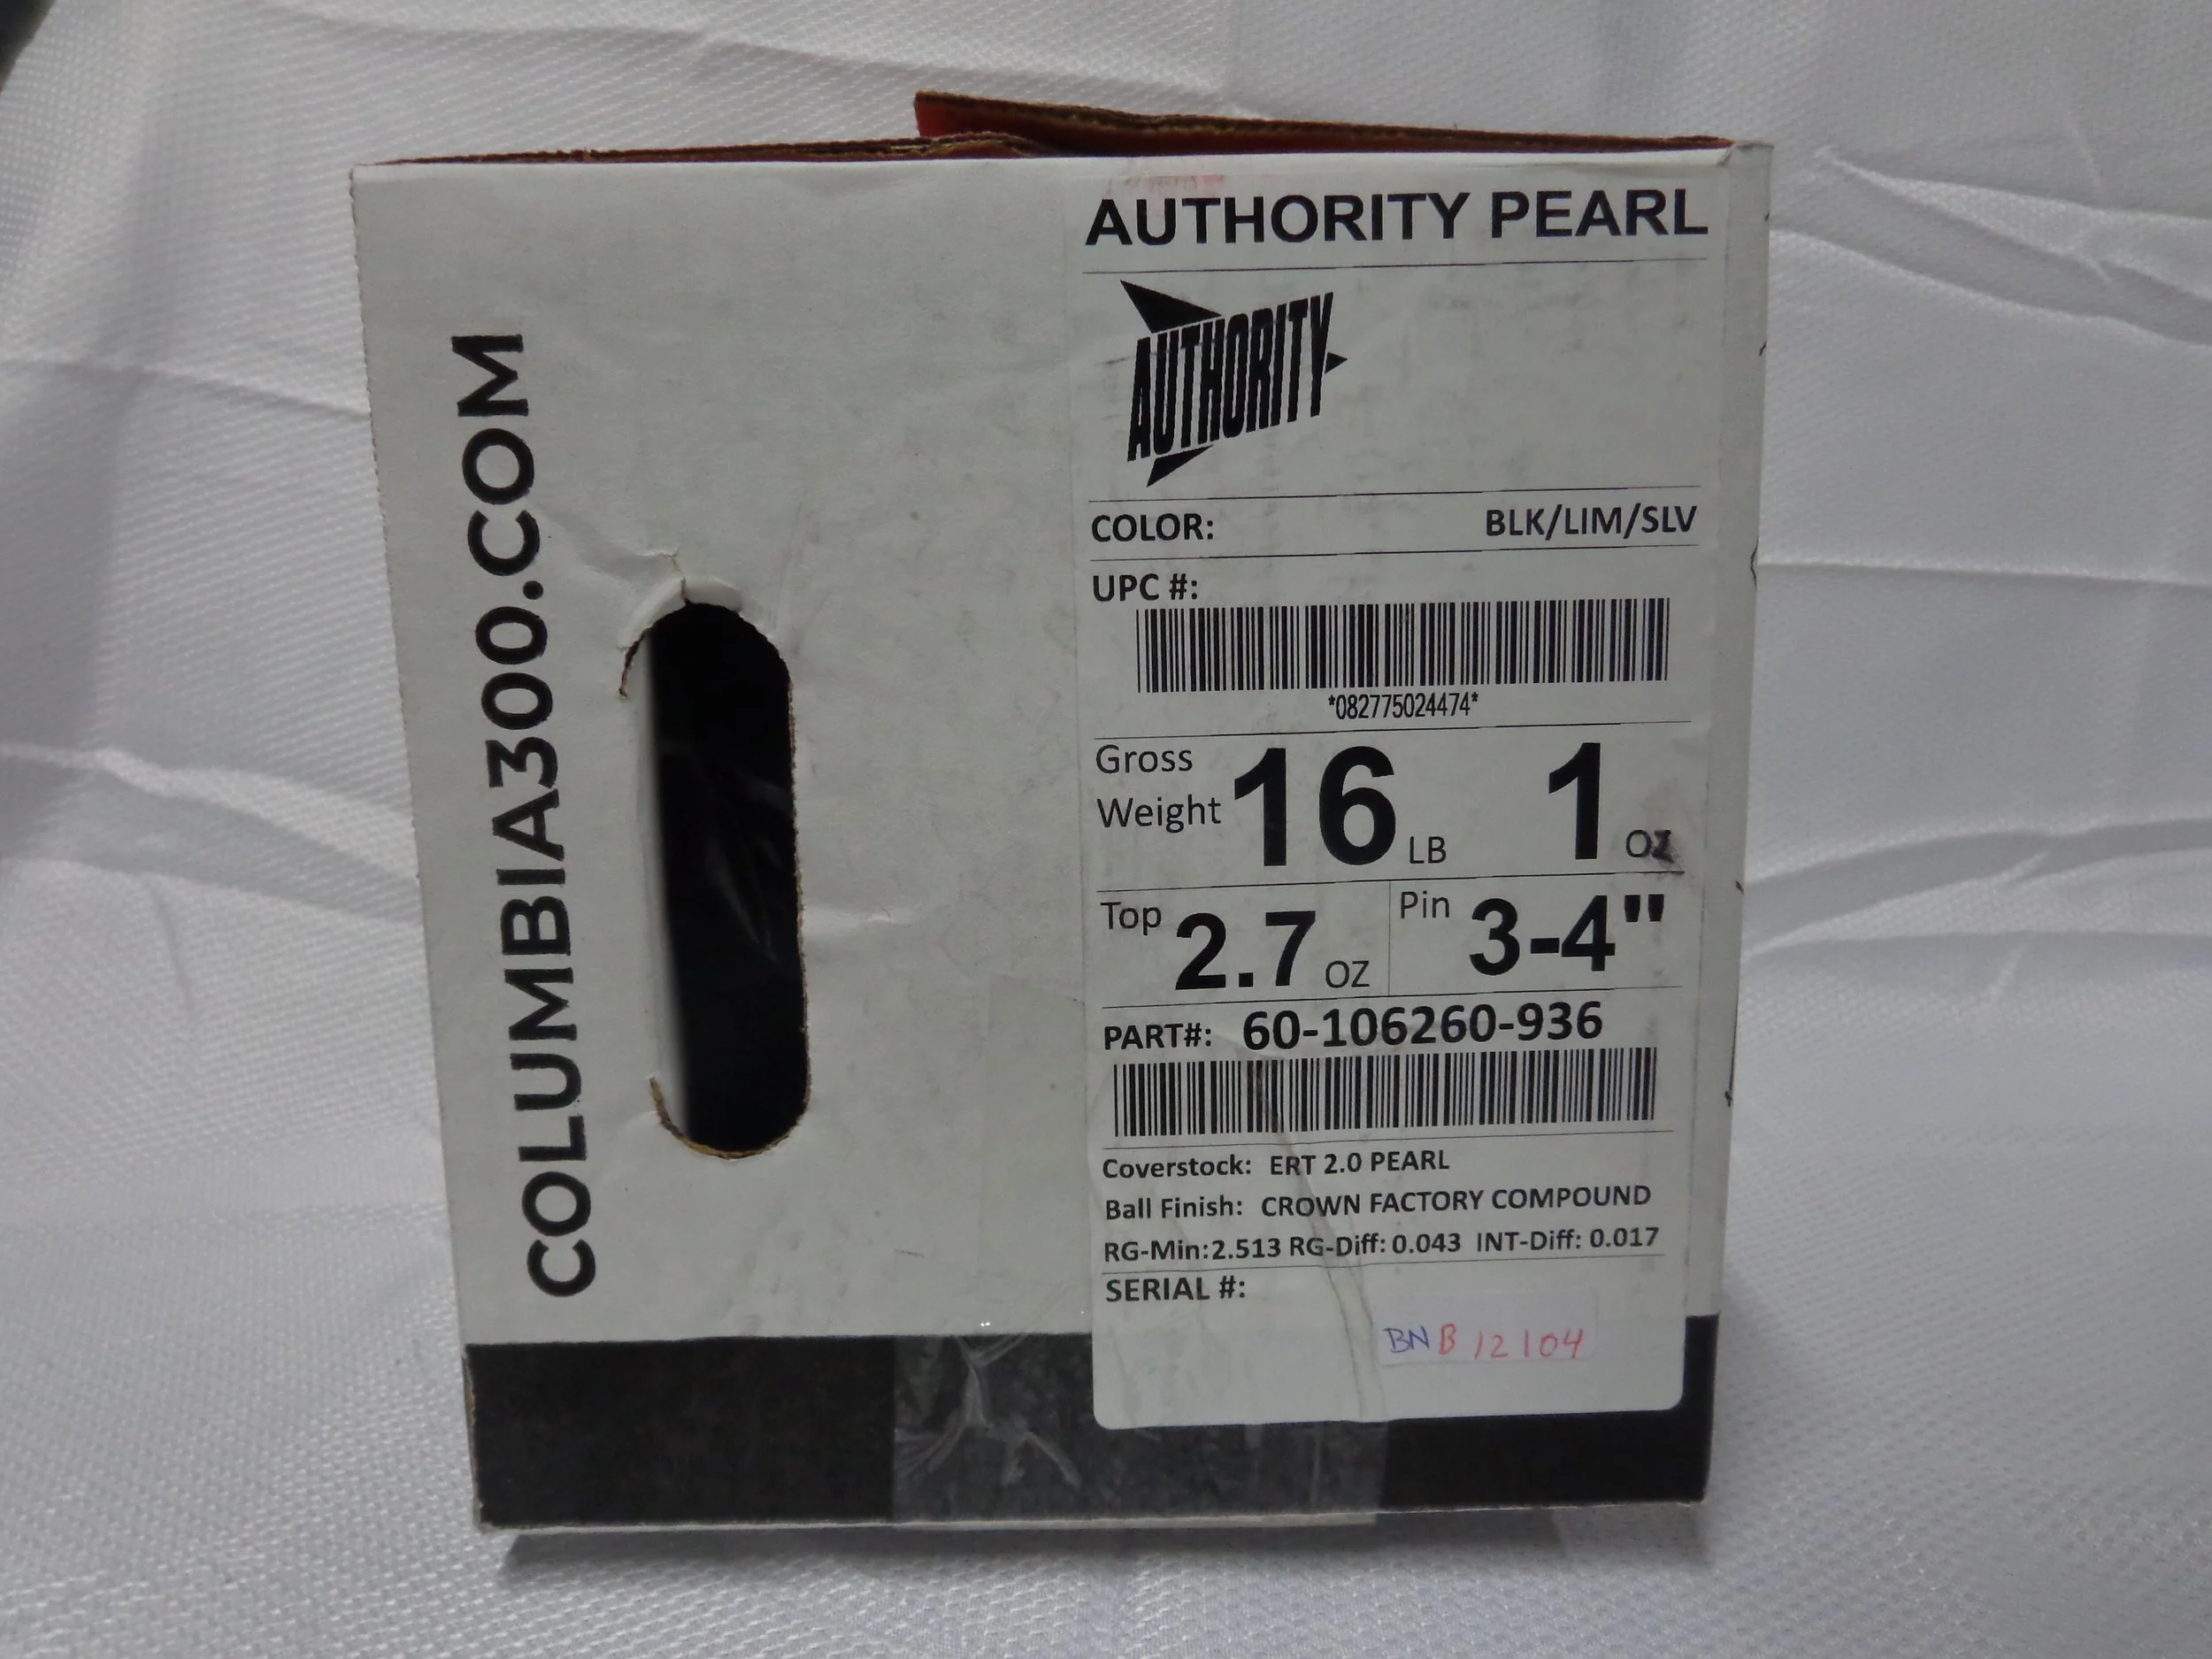 COLUMBIA300.COM
AUTHORITY PEARL
AUTHORITY
COLOR: BLK/LIM/SLV
UPC #:
*082775024474*
Gross Weight 16 LB 1 OZ
Top 2.7 OZ Pin 3-4"
PART#: 60-106260-936
Coverstock: ERT 2.0 PEARL
Ball Finish: CROWN FACTORY COMPOUND
RG-Min:2.513 RG-Diff: 0.043 INT-Diff: 0.017
SERIAL #:
BNB12104